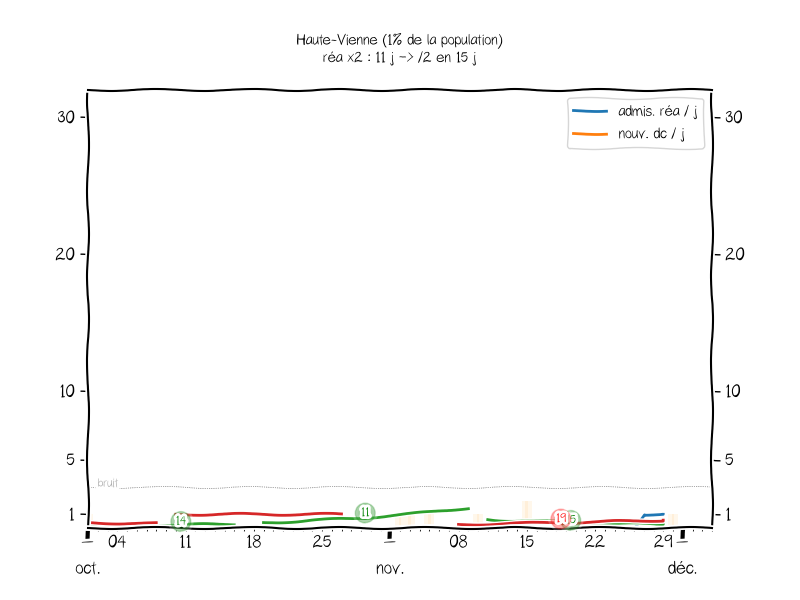 Haute-Vienne (1% de la population)
réa x2 : 11 j -> /2 en 15 j
admis. réa / j
nouv. dc / j
30
30
20
20
10
10
5
5
bruit
1
1
14
11
19
5
04
11
18
25
08
15
22
29
oct.
nov.
déc.